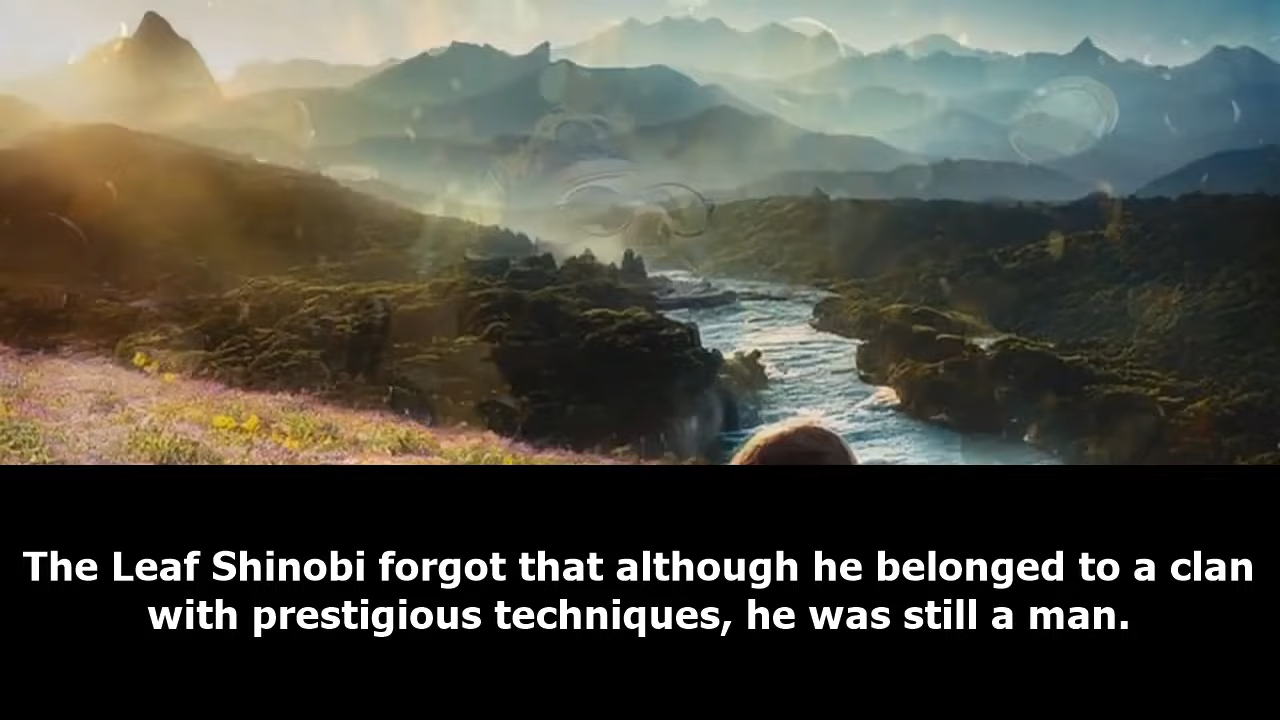 The Leaf Shinobi forgot that although he belonged to a clan
with prestigious techniques, he was still a man.